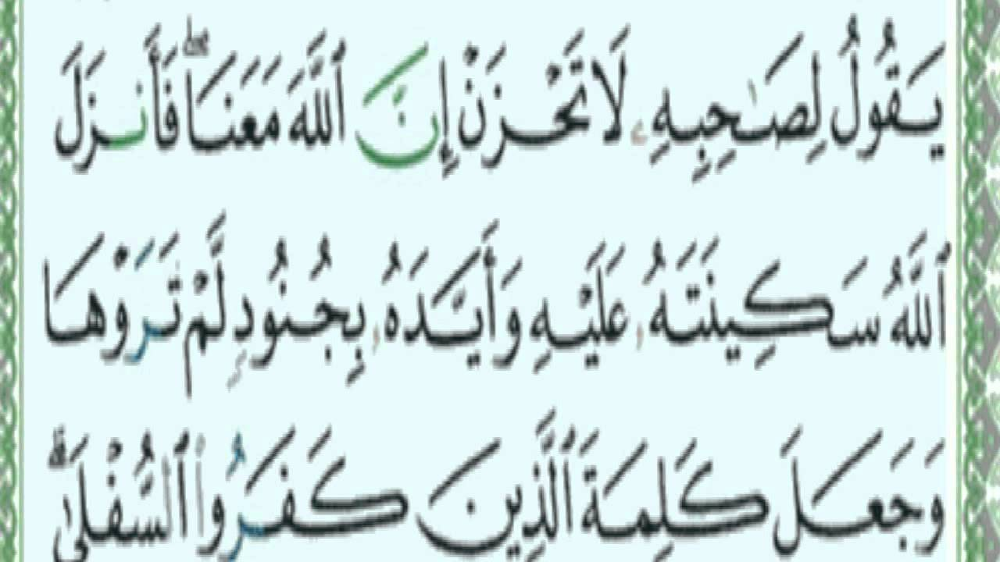 يَقُولُ لِصَـٰحِبِهِۦ لَا تَحْزَنْ إِنَّ ٱللَّهَ مَعَنَا ۖ فَأَنزَلَ
ٱللَّهُ سَكِينَتَهُۥ عَلَيْهِ وَأَيَّدَهُۥ بِجُنُودٍ لَّمْ تَرَوْهَا
وَجَعَلَ كَلِمَةَ ٱلَّذِينَ كَفَرُوا۟ ٱلسُّفْلَىٰ ۗ